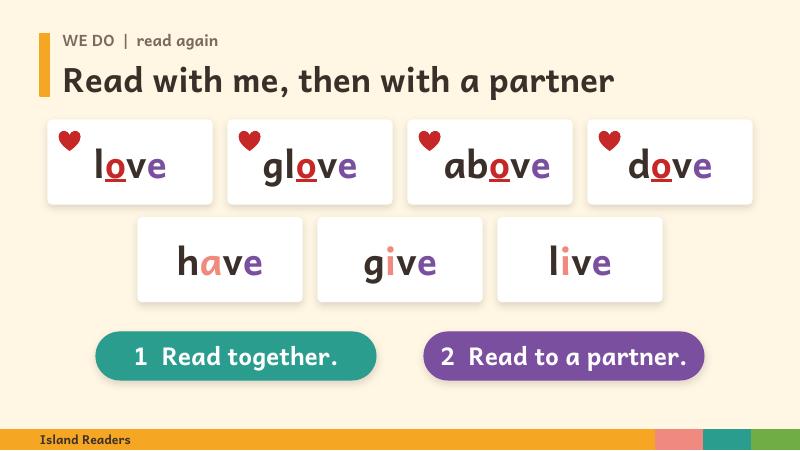 WE DO | read again
Read with me, then with a partner
love glove above dove
have give live
1 Read together. 2 Read to a partner.
Island Readers